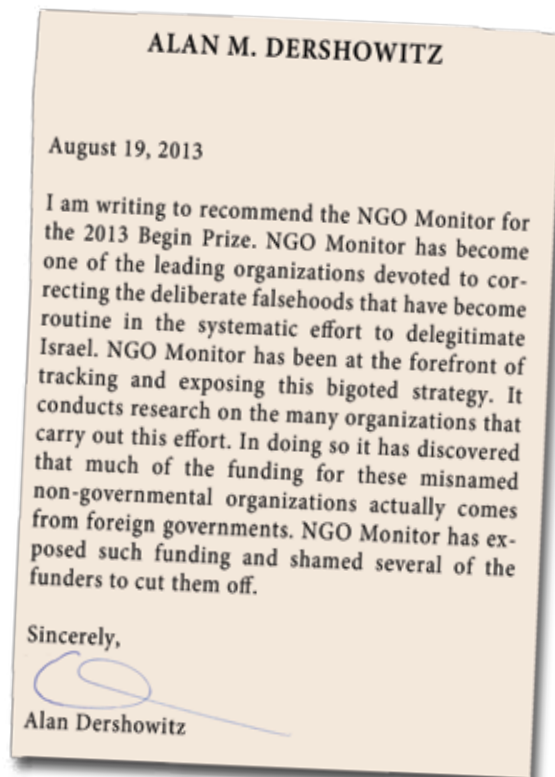 ALAN M. DERSHOWITZ
August 19, 2013
I am writing to recommend the NGO Monitor for
the 2013 Begin Prize. NGO Monitor has become
one of the leading organizations devoted to cor-
recting the deliberate falsehoods that have become
routine in the systematic effort to delegitimate
Israel. NGO Monitor has been at the forefront of
tracking and exposing this bigoted strategy. It
conducts research on the many organizations that
carry out this effort. In doing so it has discovered
that much of the funding for these misnamed
non-governmental organizations actually comes
from foreign governments. NGO Monitor has ex-
posed such funding and shamed several of the
funders to cut them off.
Sincerely,
Alan Dershowitz